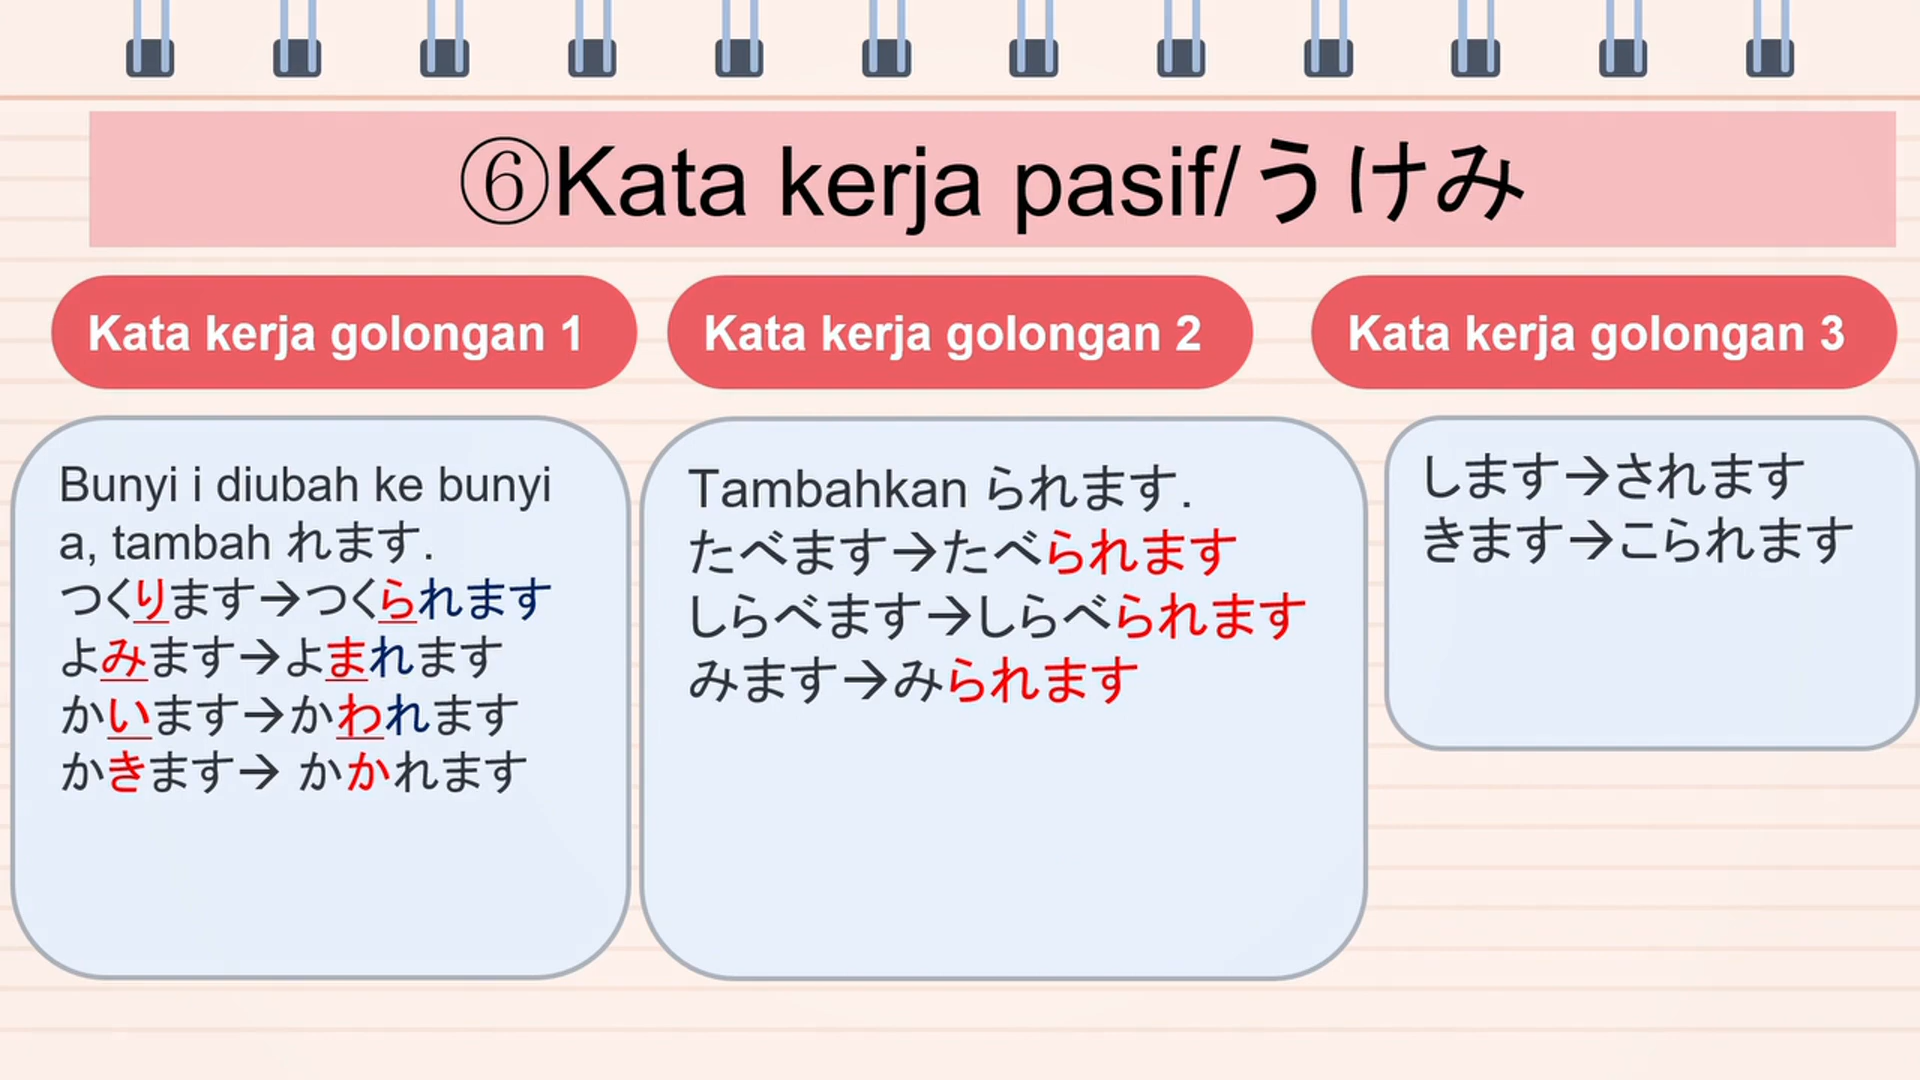 ⑥Kata kerja pasif/うけみ
Kata kerja golongan 1
Bunyi i diubah ke bunyi
a, tambah れます.
つくります→つくられます
よみます→よまれます
かいます→かわれます
かきます→ かかれます
Kata kerja golongan 2
Tambahkan られます.
たべます→たべられます
しらべます→しらべられます
みます→みられます
Kata kerja golongan 3
します→されます
きます→こられます